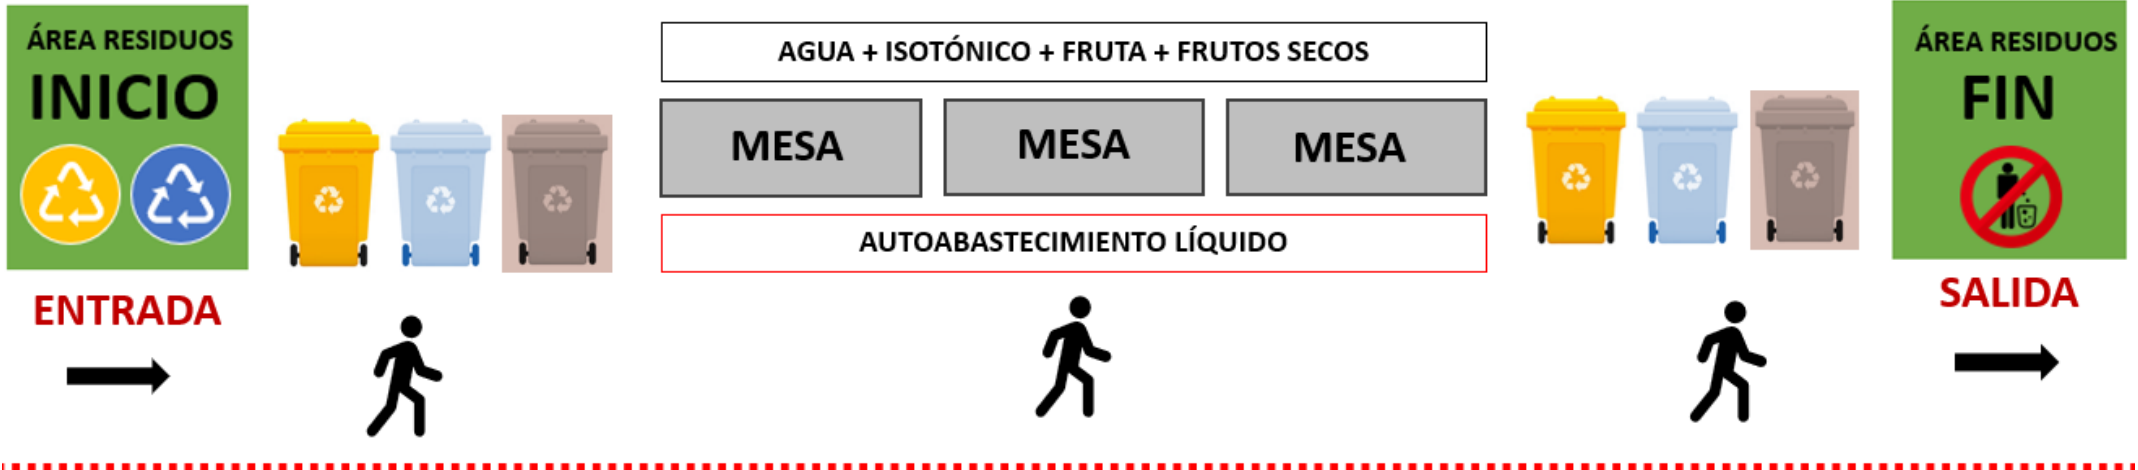 ÁREA RESIDUOS
INICIO
ENTRADA
AGUA + ISOTÓNICO + FRUTA + FRUTOS SECOS
MESA
MESA
MESA
AUTOABASTECIMIENTO LÍQUIDO
ÁREA RESIDUOS
FIN
SALIDA